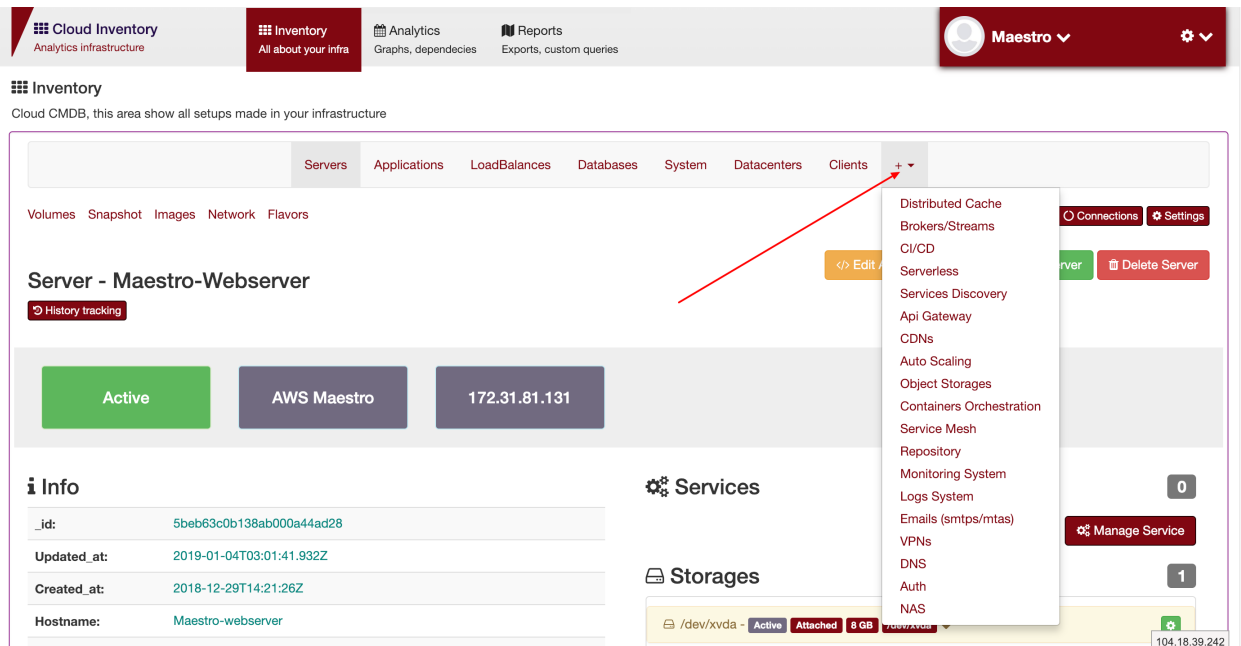 Cloud Inventory
Analytics infrastructure
Inventory
All about your infra
Analytics
Graphs, dependecies
Reports
Exports, custom queries
Maestro
Inventory
Cloud CMDB, this area show all setups made in your infrastructure
Servers Applications LoadBalances Databases System Datacenters Clients +
Volumes Snapshot Images Network Flavors
Connections Settings
Distributed Cache
Brokers/Streams
CI/CD
Serverless
Services Discovery
Api Gateway
CDNs
Auto Scaling
Object Storages
Containers Orchestration
Service Mesh
Repository
Monitoring System
Logs System
Emails (smtps/mtas)
VPNs
DNS
Auth
NAS
</> Edit
Delete Server
Server - Maestro-Webserver
History tracking
Active AWS Maestro 172.31.81.131
Info
_id: 5beb63c0b138ab000a44ad28
Updated_at: 2019-01-04T03:01:41.932Z
Created_at: 2018-12-29T14:21:26Z
Hostname: Maestro-webserver
Services 0
Manage Service
Storages 1
/dev/xvda - Active Attached 8 GB /dev/xvda
104.18.39.242